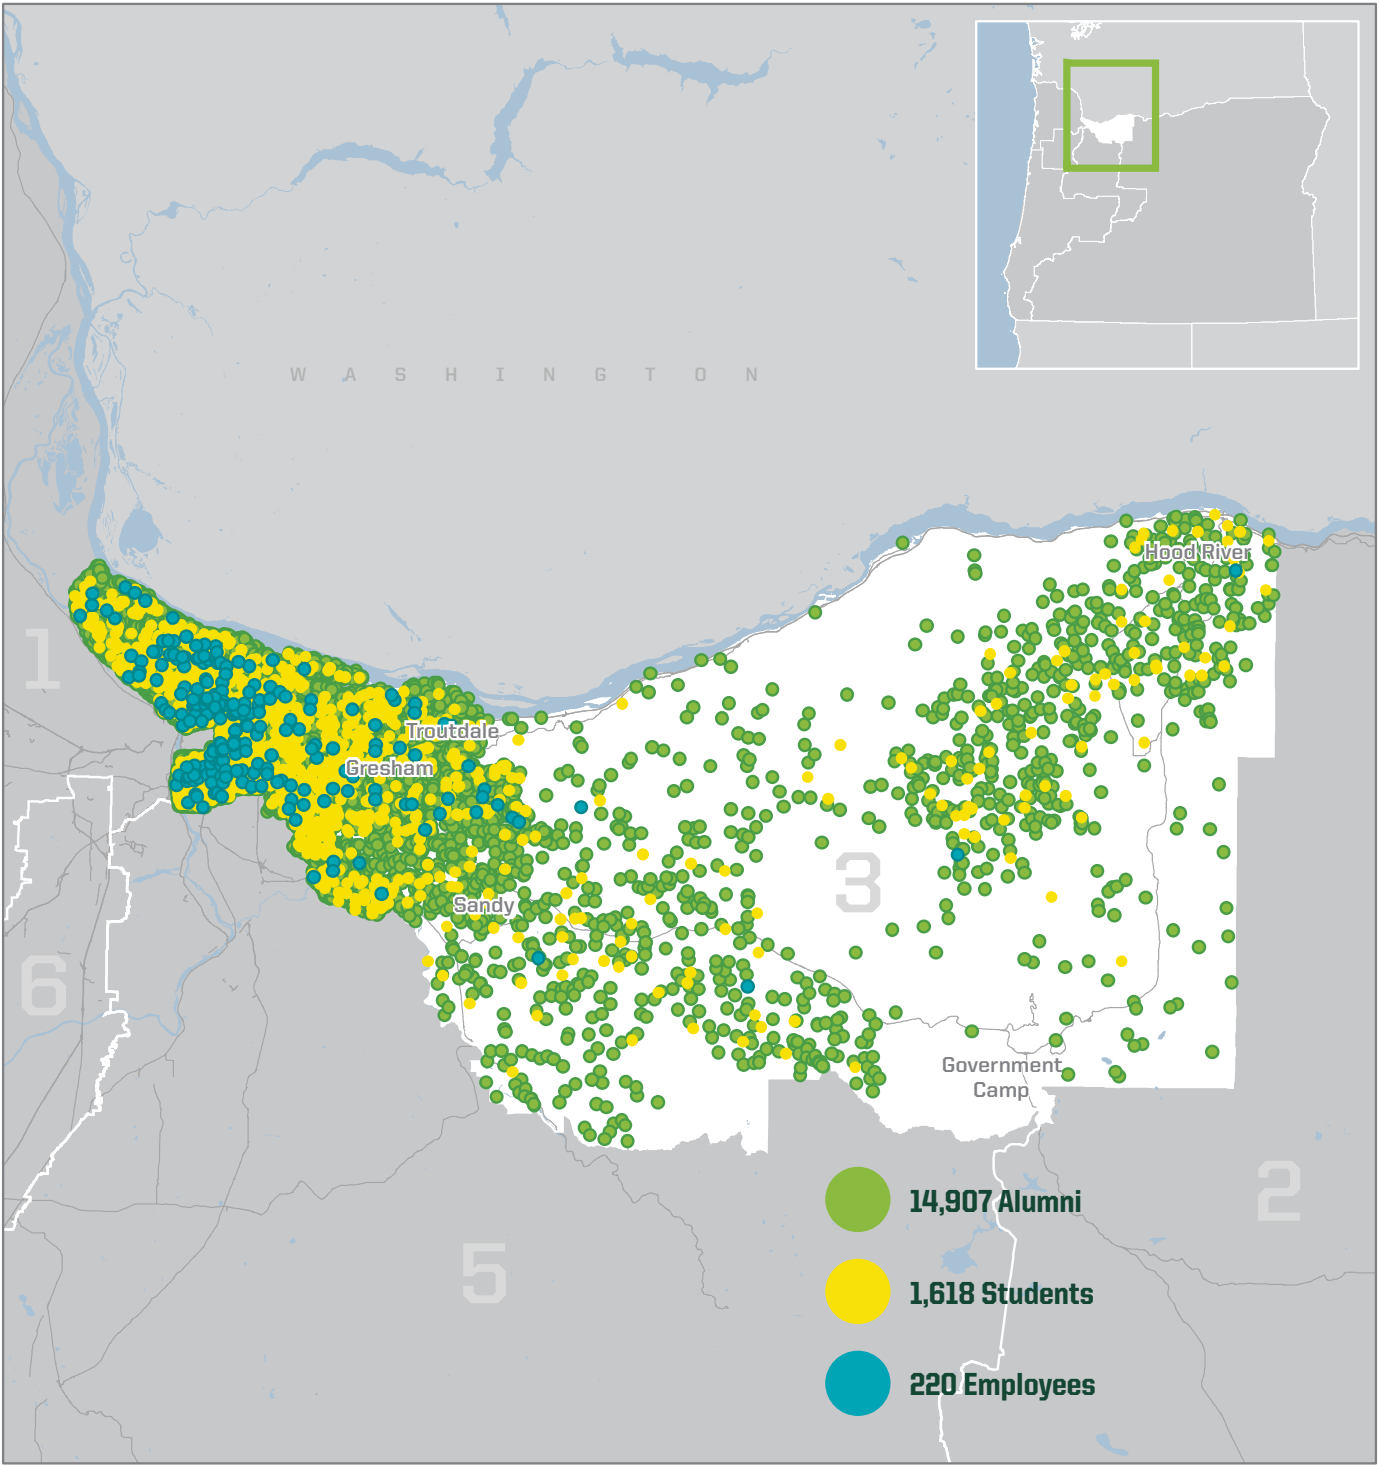 WASHINGTON
Hood River
1
Troutdale
Gresham
3
Sandy
6
Government
Camp
2
14,907 Alumni
5
1,618 Students
220 Employees